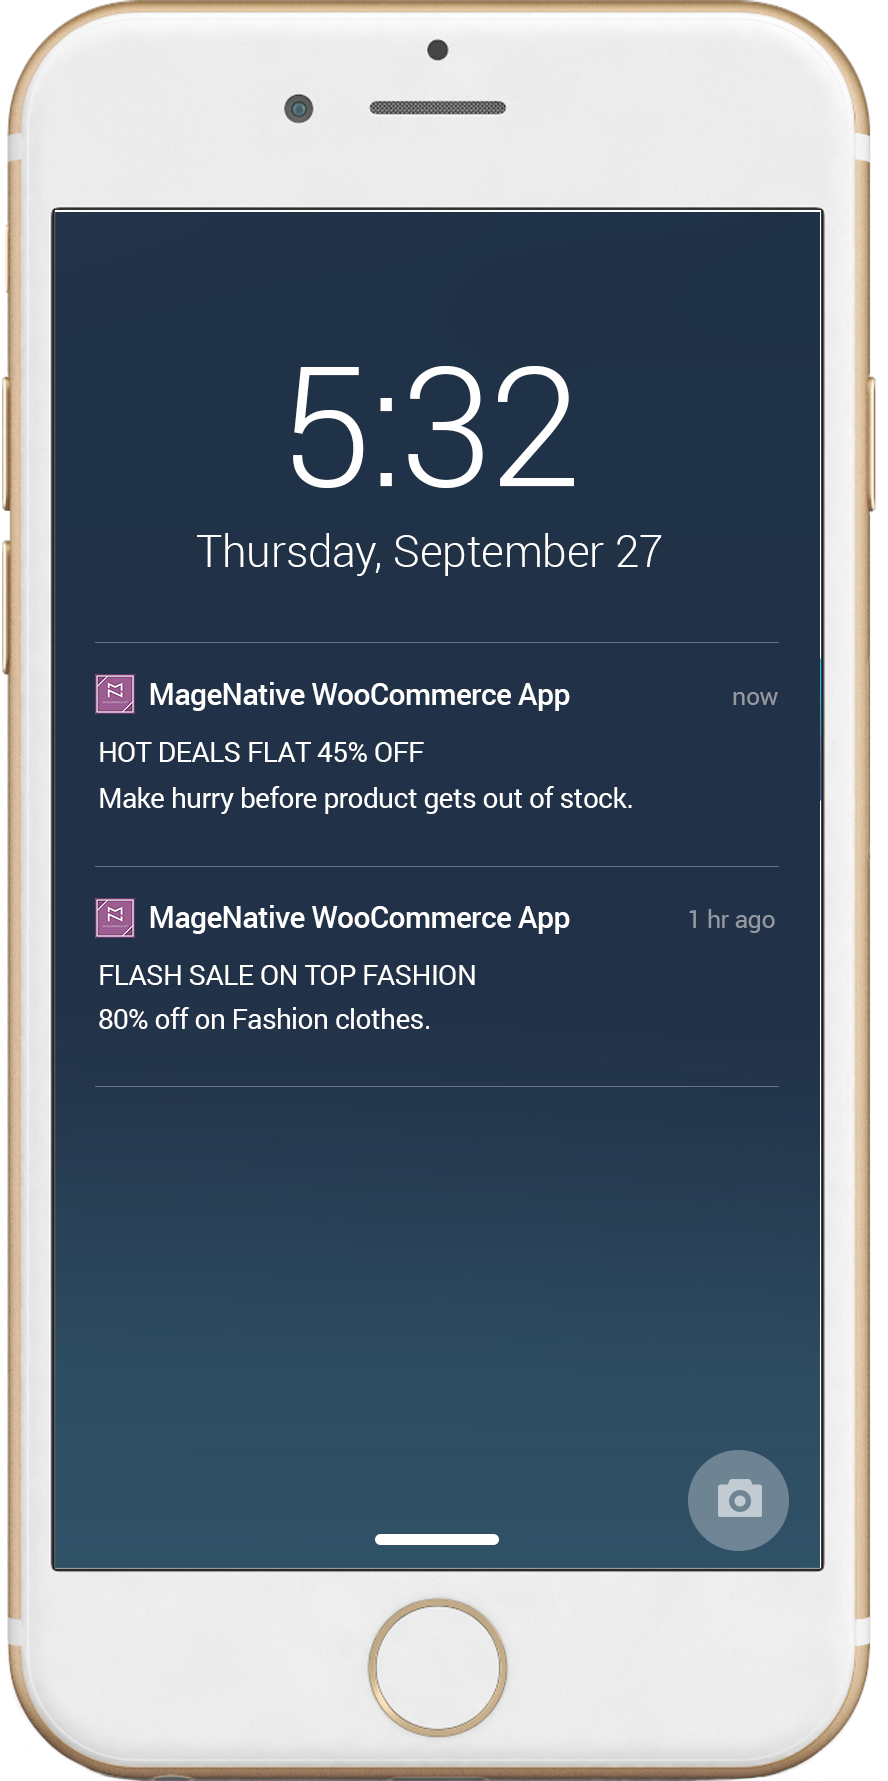 5:32
Thursday, September 27
MageNative WooCommerce App now
HOT DEALS FLAT 45% OFF
Make hurry before product gets out of stock.
MageNative WooCommerce App 1 hr ago
FLASH SALE ON TOP FASHION
80% off on Fashion clothes.